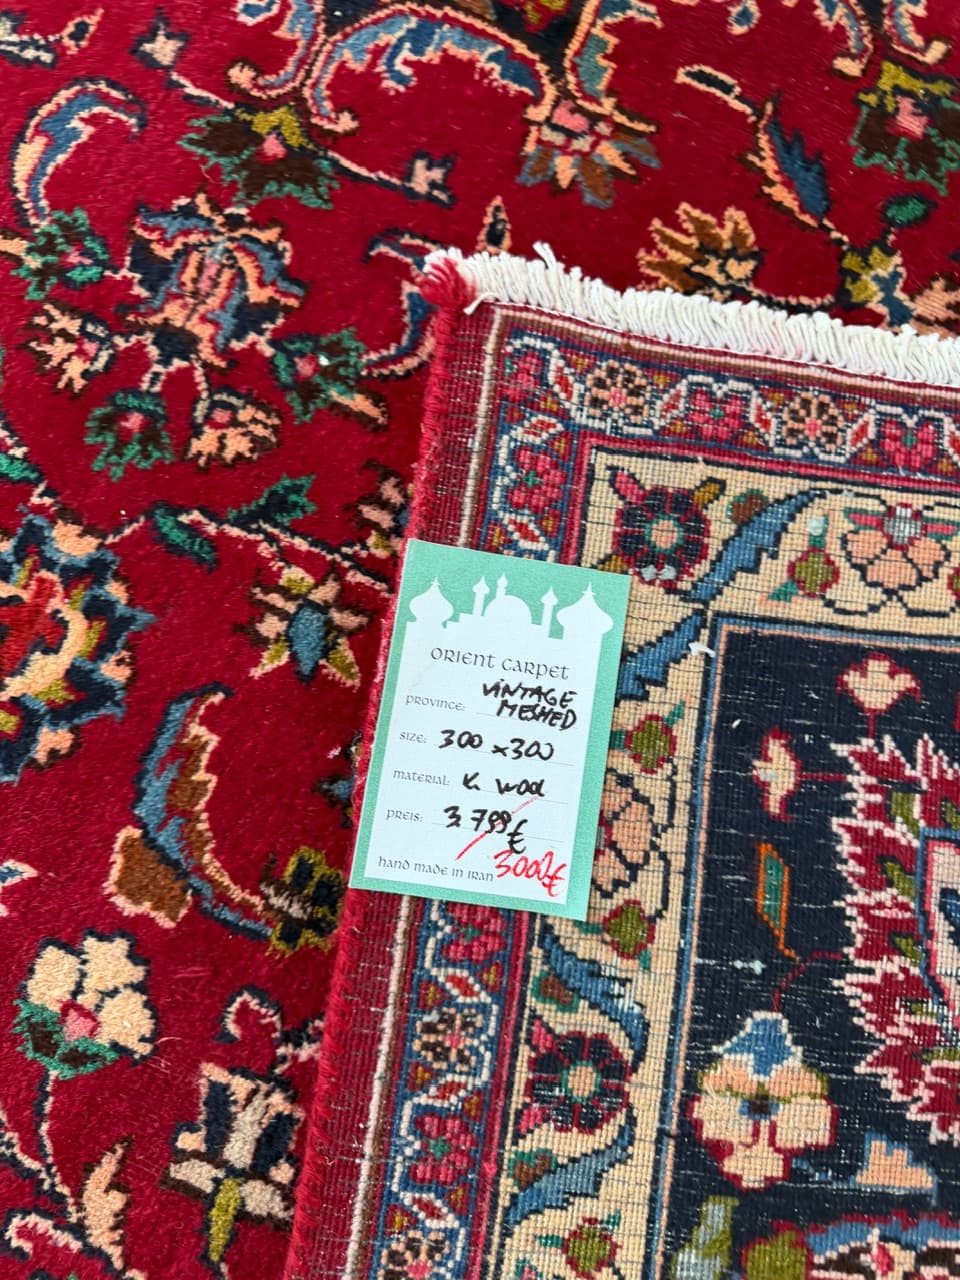 ORIENT CARPET
PROVINCE: VINTAGE
MESHED
SIZE: 300 x 300
MATERIAL: K. WOOL
PREIS: 3.799 €
3000€
HAND MADE IN IRAN